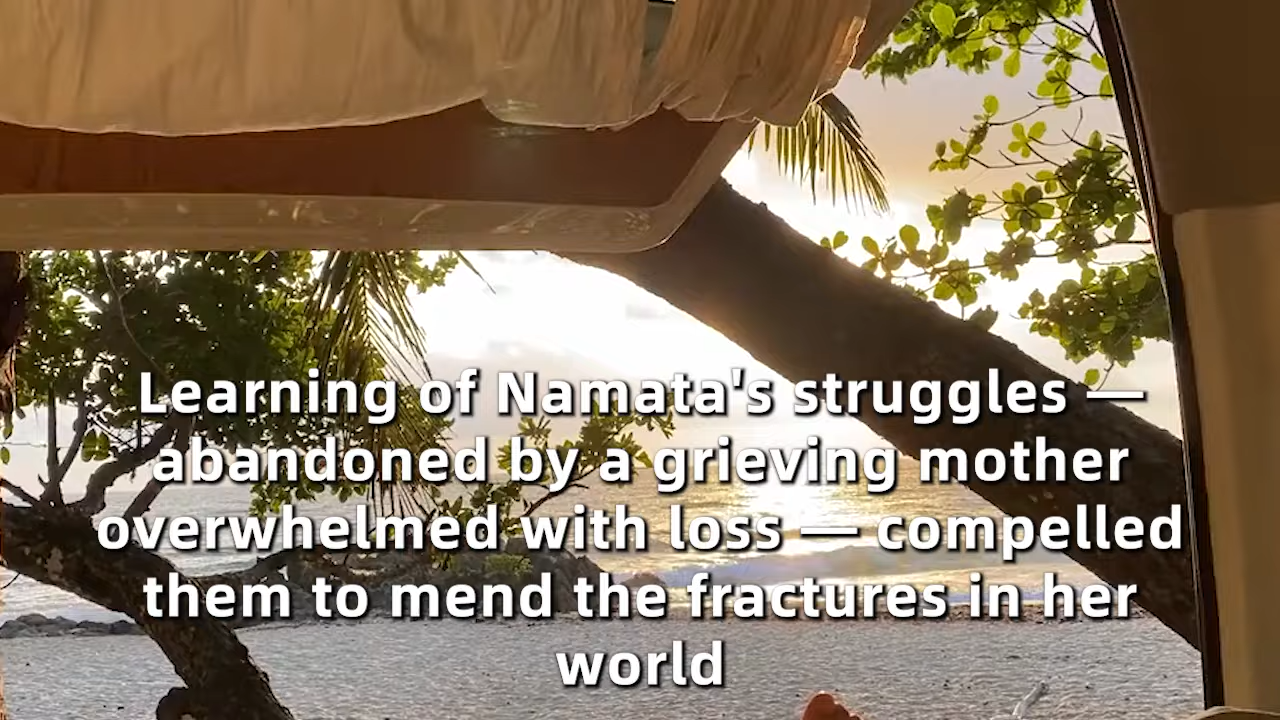 Learning of Namata's struggles —
abandoned by a grieving mother
overwhelmed with loss — compelled
them to mend the fractures in her
world